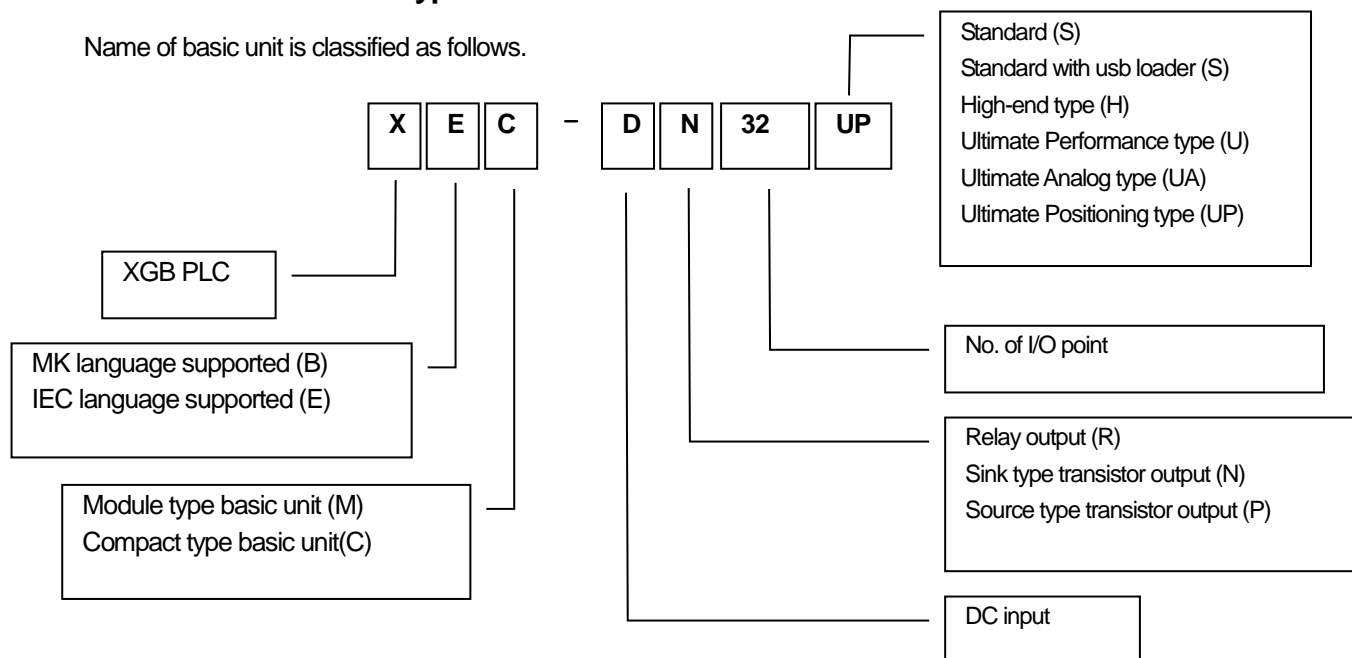 Name of basic unit is classified as follows.
X E C – D N 32 UP
Standard (S)
Standard with usb loader (S)
High-end type (H)
Ultimate Performance type (U)
Ultimate Analog type (UA)
Ultimate Positioning type (UP)
XGB PLC
MK language supported (B)
IEC language supported (E)
Module type basic unit (M)
Compact type basic unit(C)
No. of I/O point
Relay output (R)
Sink type transistor output (N)
Source type transistor output (P)
DC input